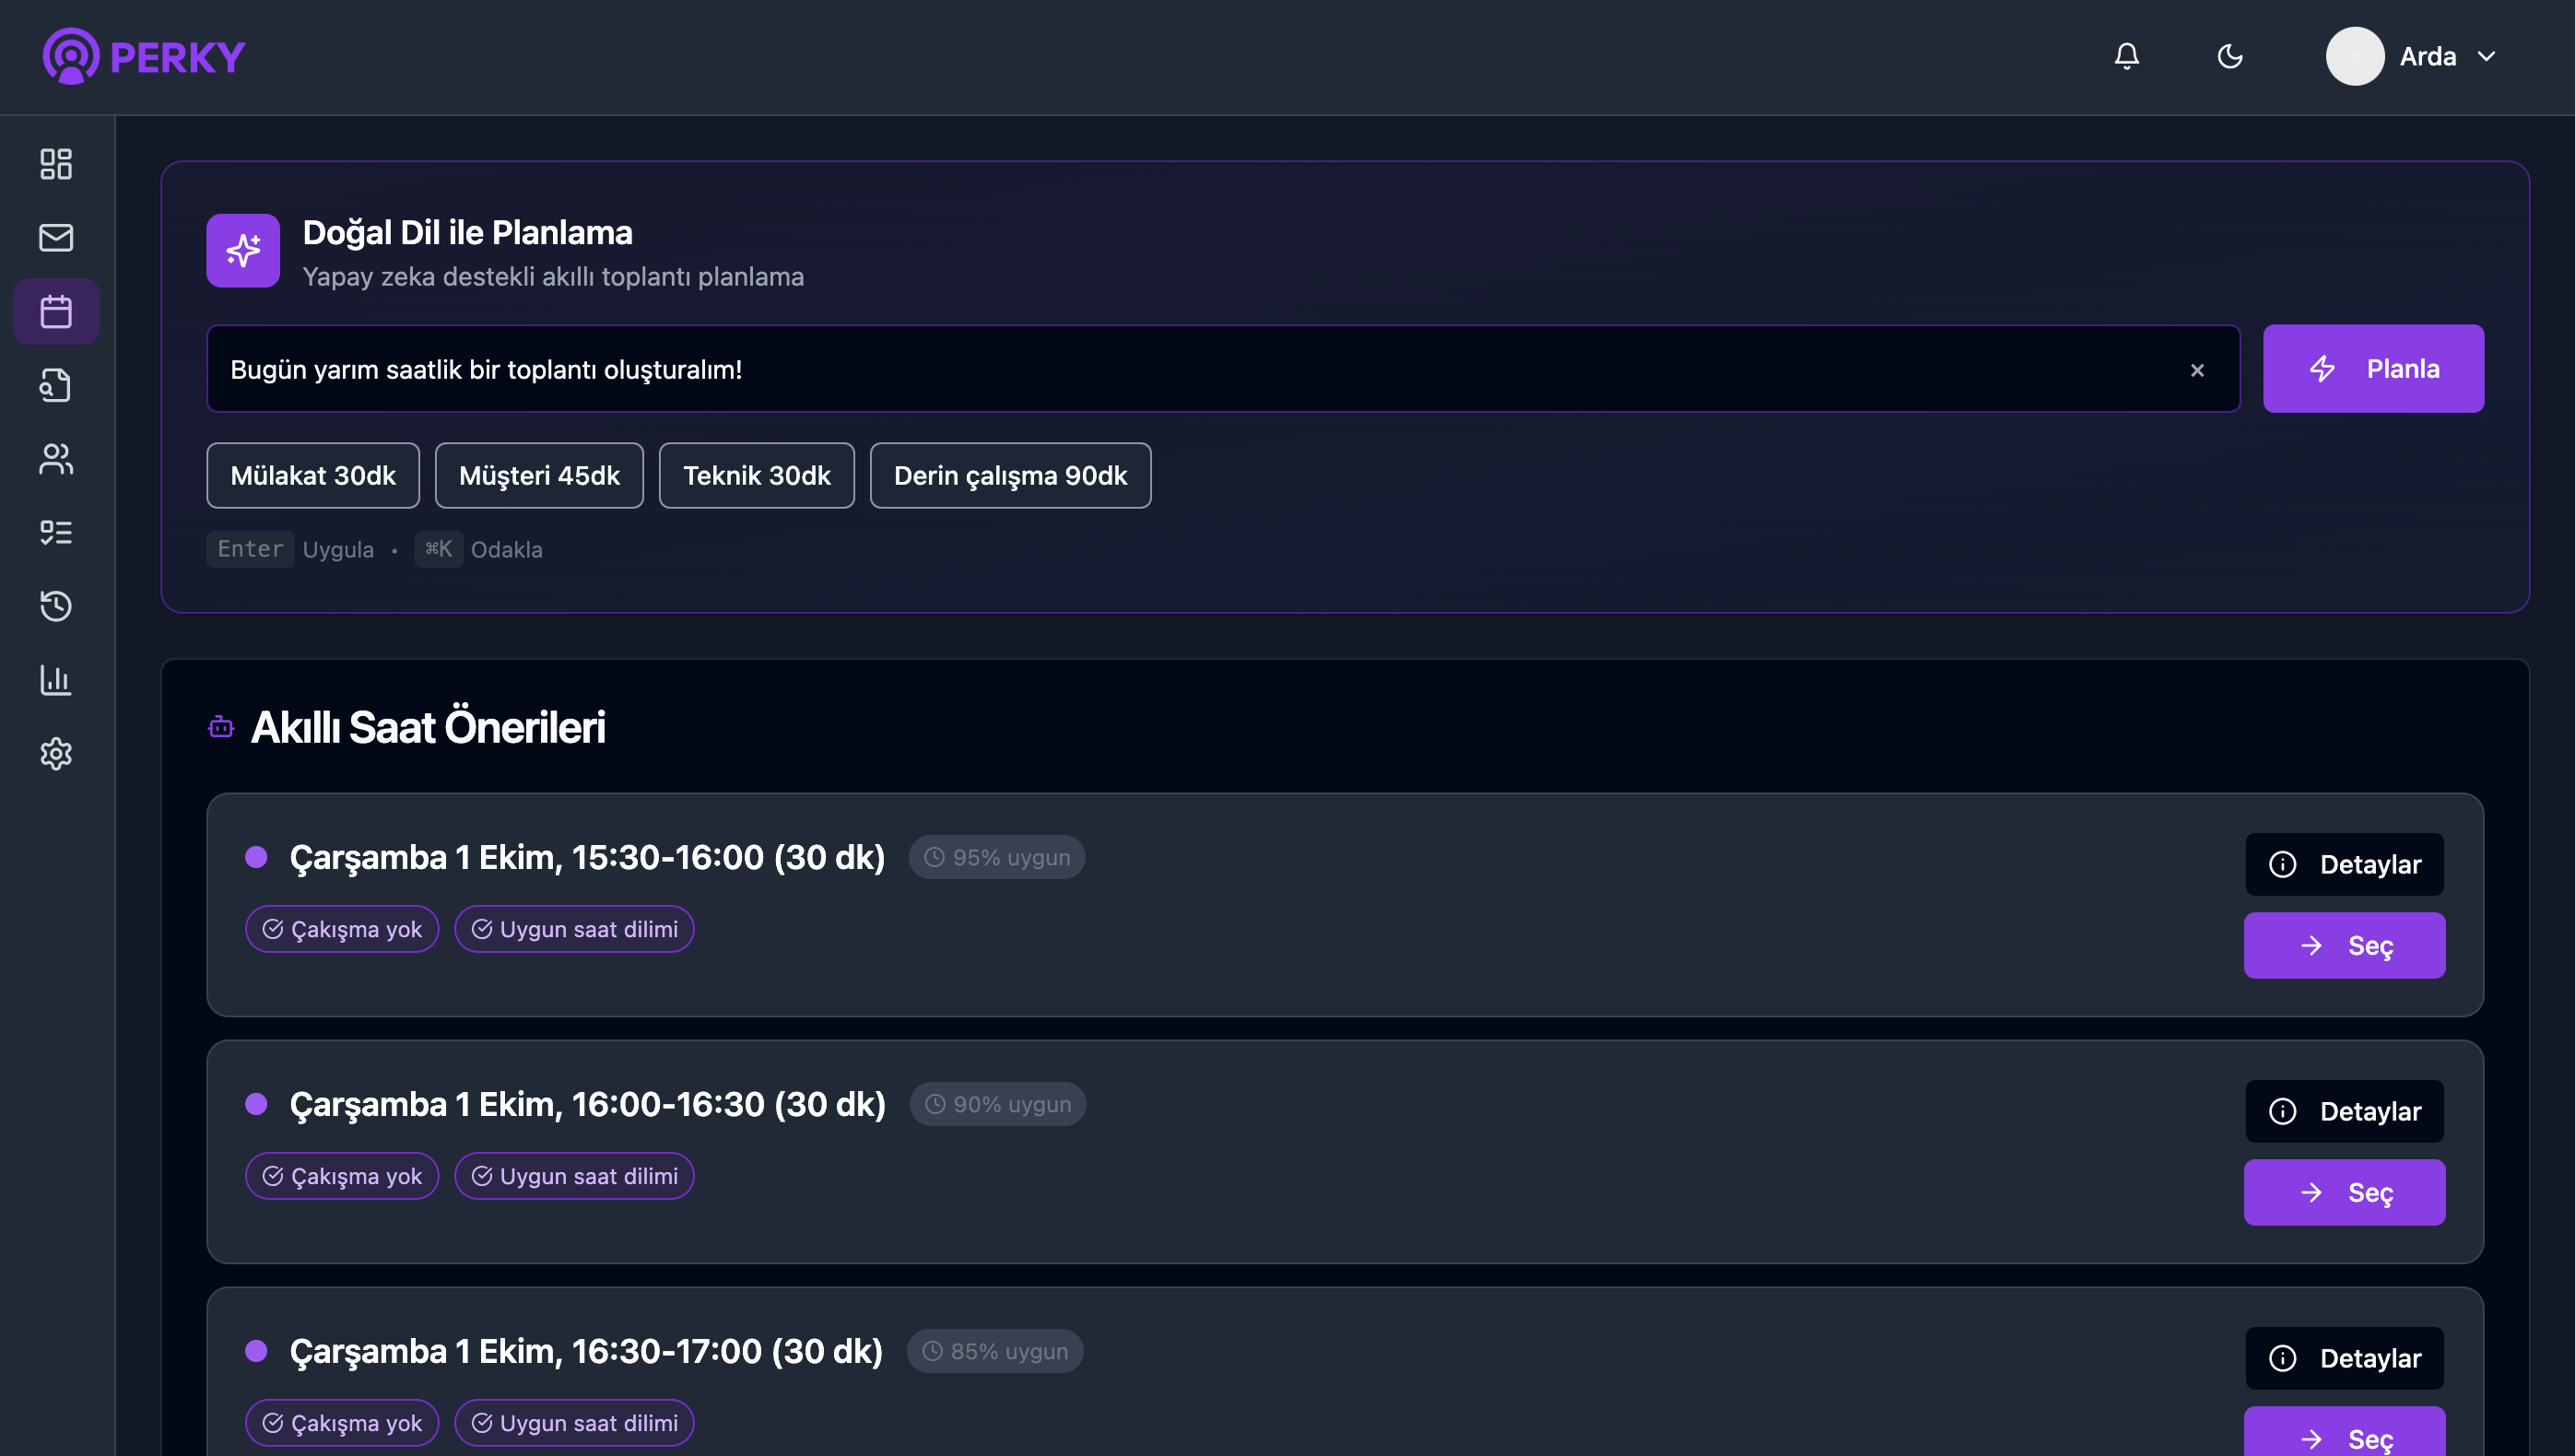 PERKY
Arda
Doğal Dil ile Planlama
Yapay zeka destekli akıllı toplantı planlama
Bugün yarım saatlik bir toplantı oluşturalım!
Planla
Mülakat 30dk
Müşteri 45dk
Teknik 30dk
Derin çalışma 90dk
Enter Uygula • ⌘K Odakla
Akıllı Saat Önerileri
Çarşamba 1 Ekim, 15:30-16:00 (30 dk)
95% uygun
Detaylar
Çakışma yok
Uygun saat dilimi
Seç
Çarşamba 1 Ekim, 16:00-16:30 (30 dk)
90% uygun
Detaylar
Çakışma yok
Uygun saat dilimi
Seç
Çarşamba 1 Ekim, 16:30-17:00 (30 dk)
85% uygun
Detaylar
Çakışma yok
Uygun saat dilimi
Seç